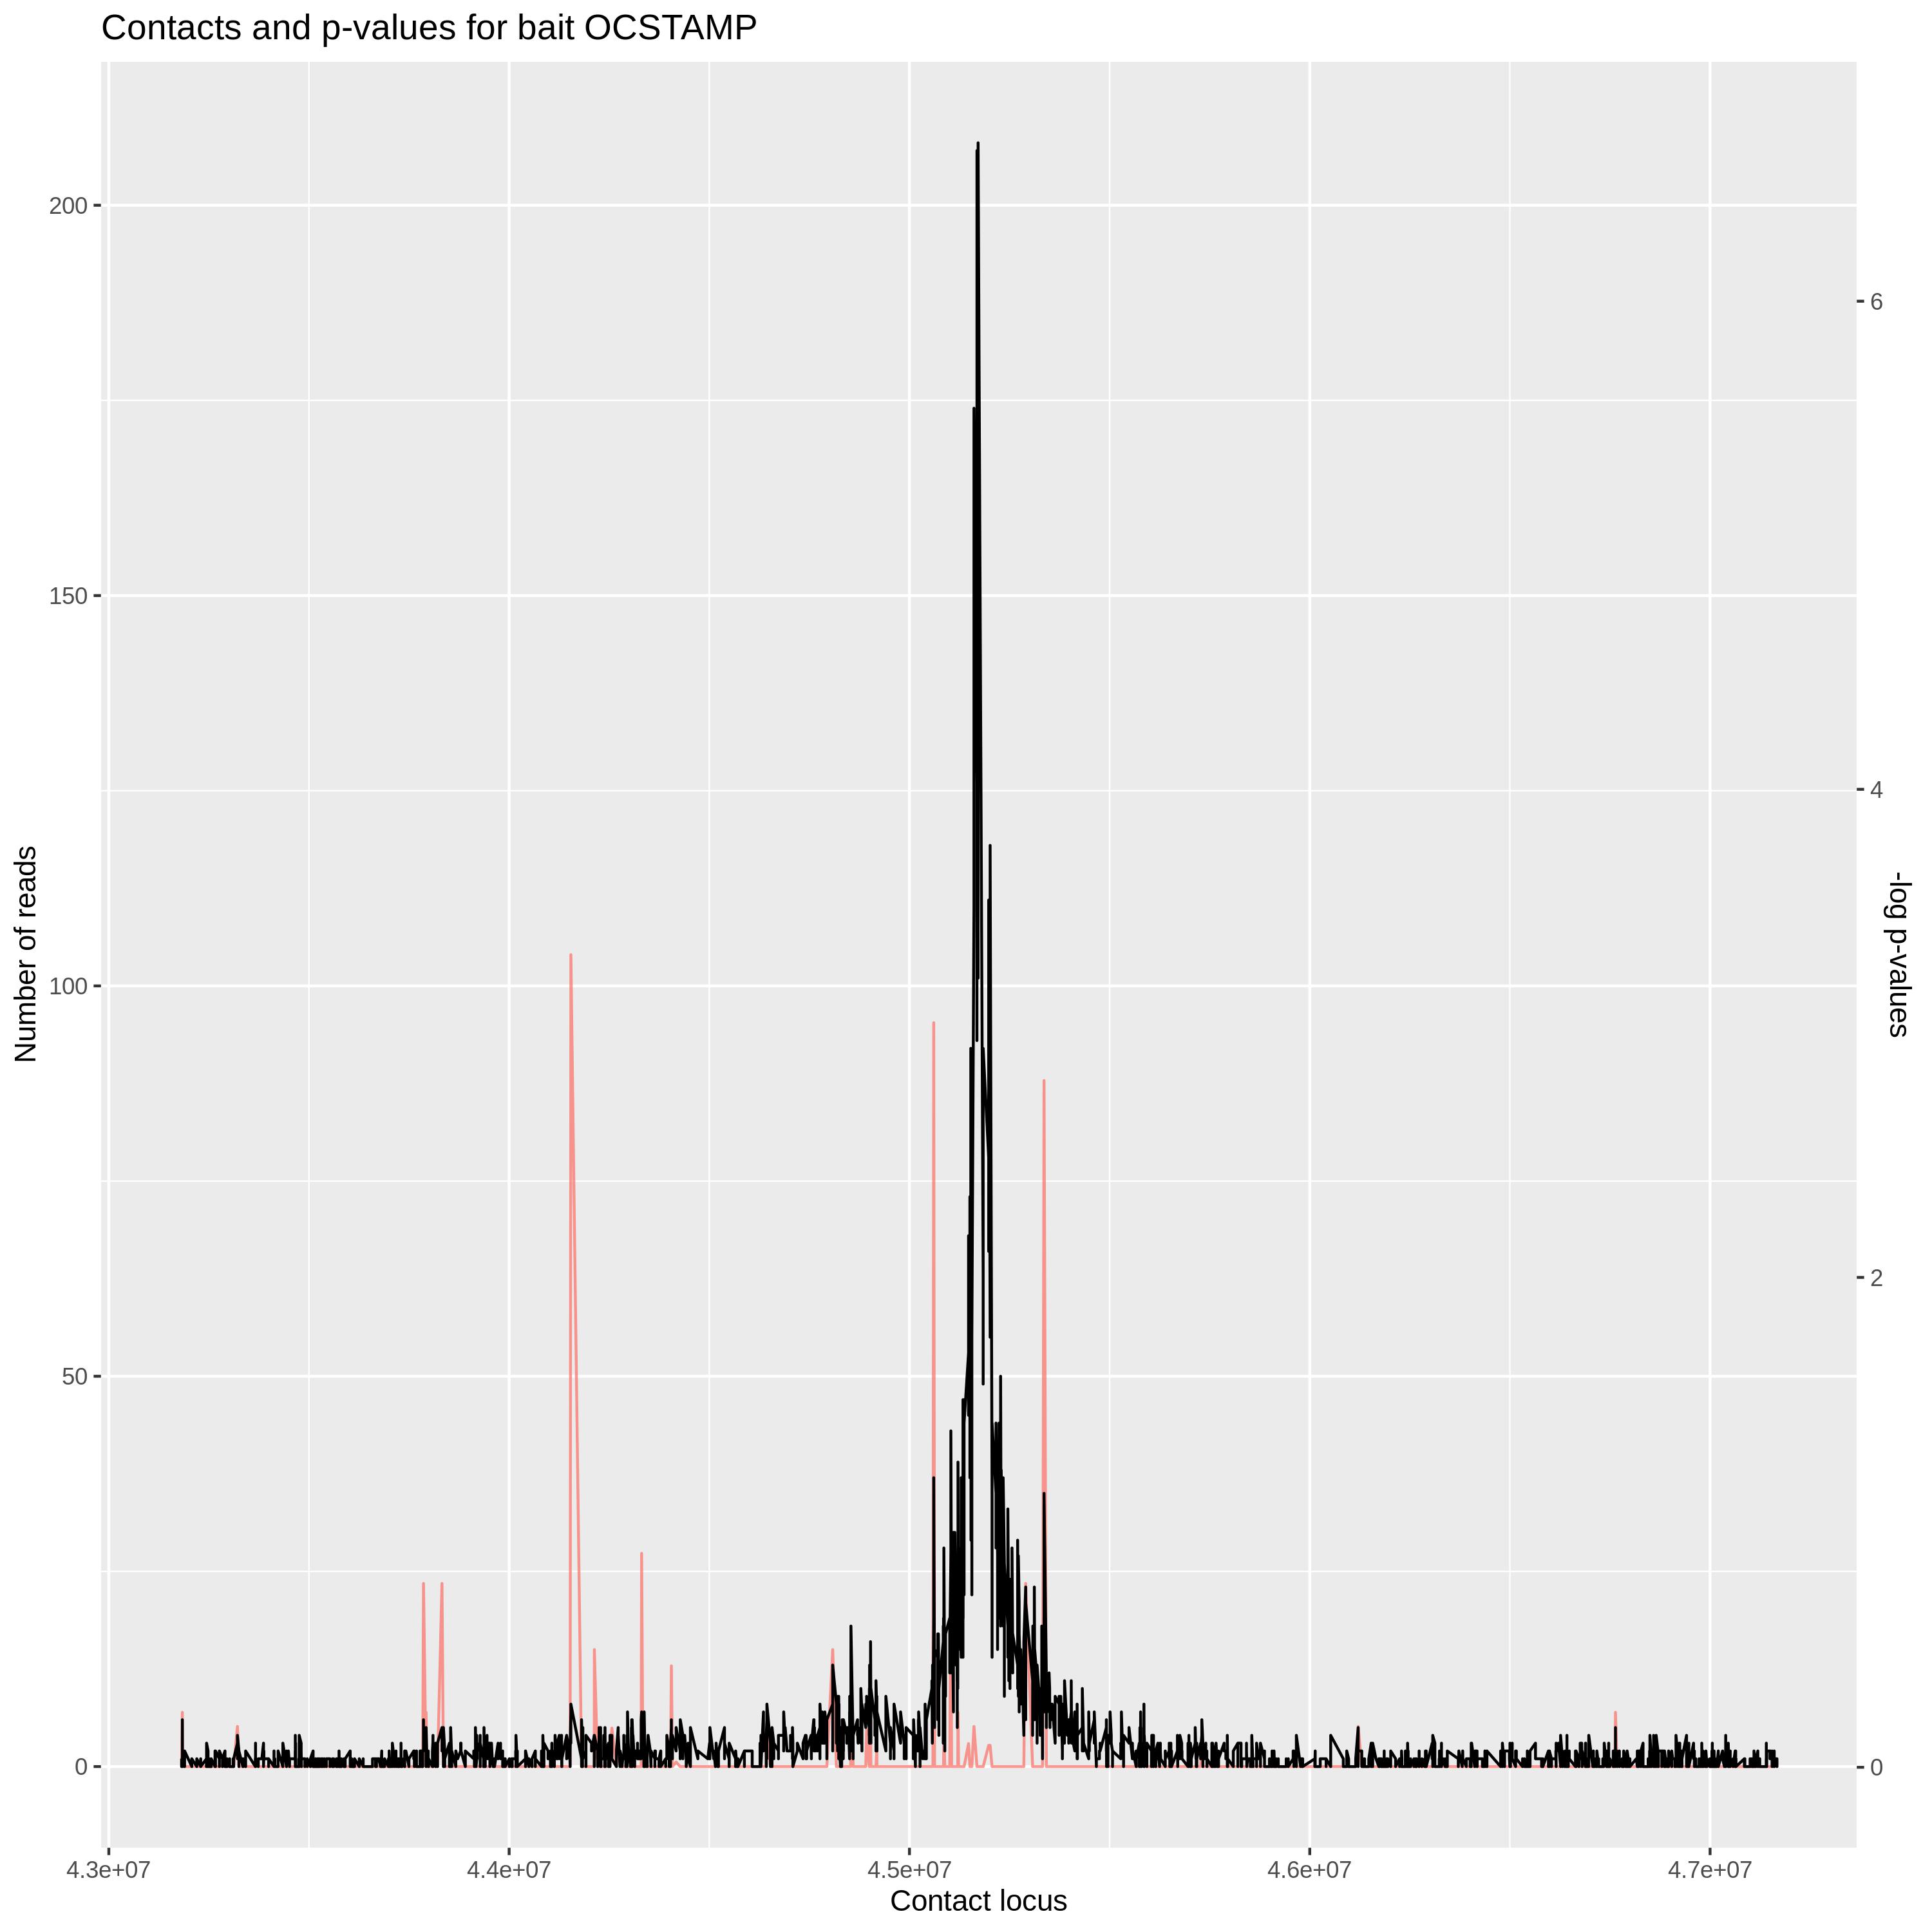 Contacts and p-values for bait OCSTAMP
Number of reads
200
150
100
50
0
6
4
2
0
-log p-values
4.3e+07
4.4e+07
4.5e+07
4.6e+07
4.7e+07
Contact locus